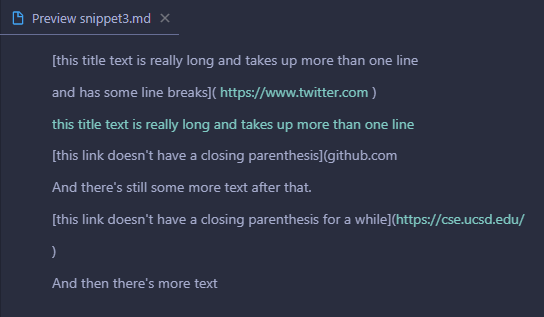 Preview snippet3.md
[this title text is really long and takes up more than one line
and has some line breaks]( https://www.twitter.com )
this title text is really long and takes up more than one line
[this link doesn't have a closing parenthesis](github.com
And there's still some more text after that.
[this link doesn't have a closing parenthesis for a while](https://cse.ucsd.edu/
)
And then there's more text